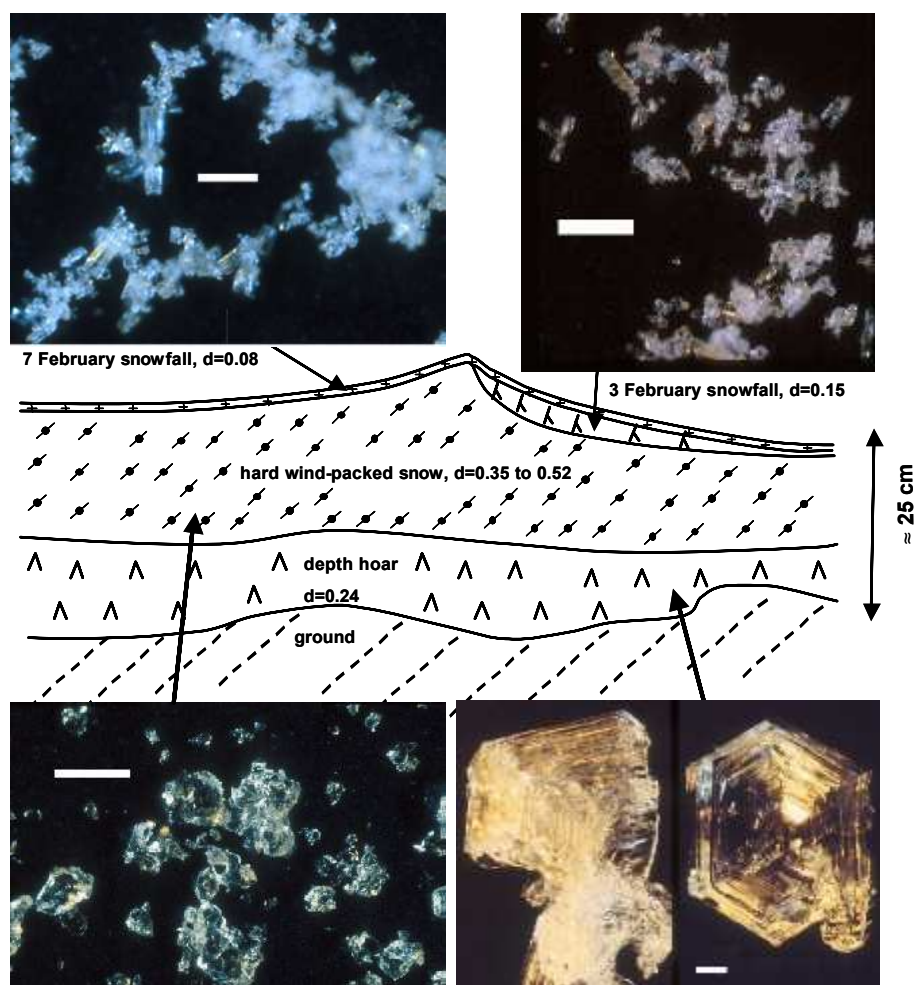 7 February snowfall, d=0.08
3 February snowfall, d=0.15
hard wind-packed snow, d=0.35 to 0.52
≈ 25 cm
depth hoar
d=0.24
ground